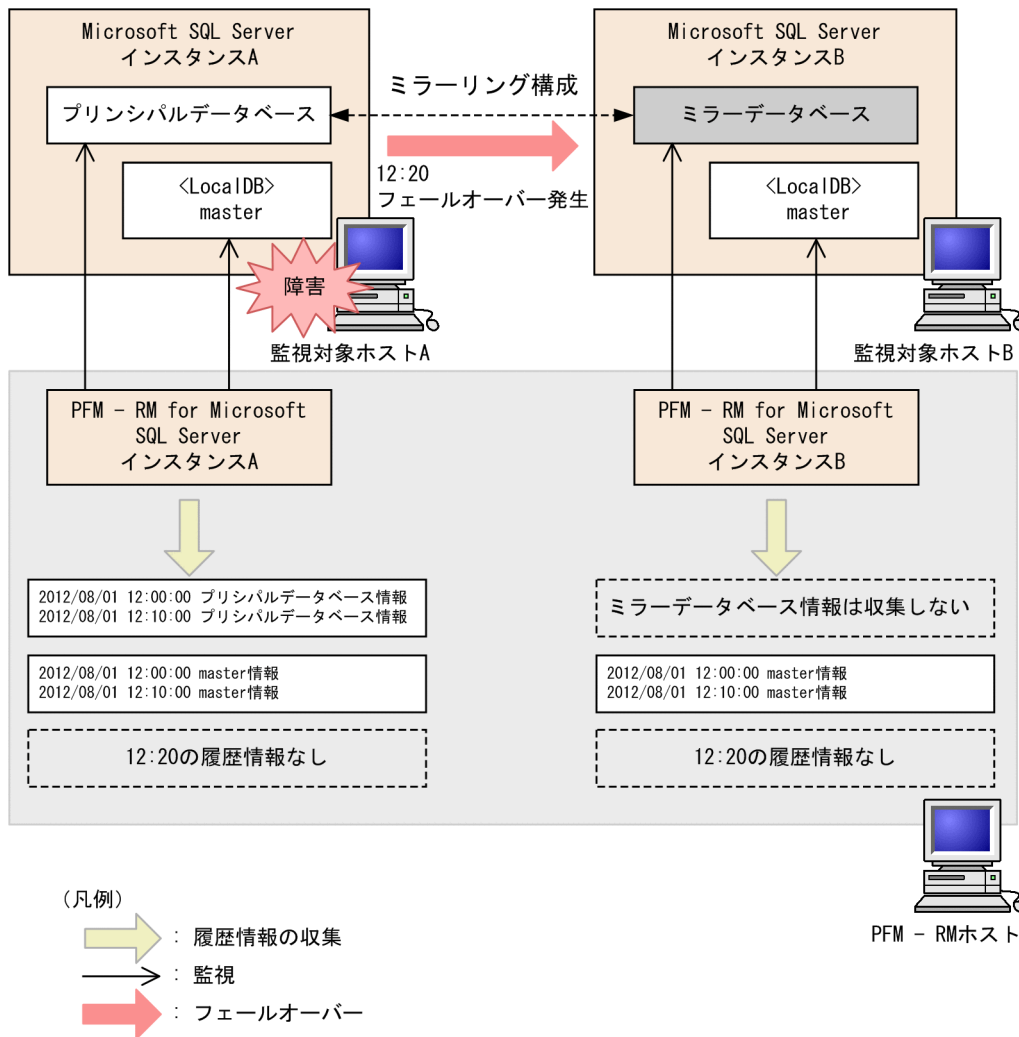 Microsoft SQL Server
インスタンスA
プリンシパルデータベース
<LocalDB>
master
ミラーリング構成
12:20
フェールオーバー発生
Microsoft SQL Server
インスタンスB
ミラーデータベース
<LocalDB>
master
障害
監視対象ホストA
監視対象ホストB
PFM − RM for Microsoft
SQL Server
インスタンスA
PFM − RM for Microsoft
SQL Server
インスタンスB
2012/08/01 12:00:00 プリシパルデータベース情報
2012/08/01 12:10:00 プリシパルデータベース情報
ミラーデータベース情報は収集しない
2012/08/01 12:00:00 master情報
2012/08/01 12:10:00 master情報
2012/08/01 12:00:00 master情報
2012/08/01 12:10:00 master情報
12:20の履歴情報なし
12:20の履歴情報なし
PFM − RMホスト
（凡例）
： 履歴情報の収集
： 監視
： フェールオーバー